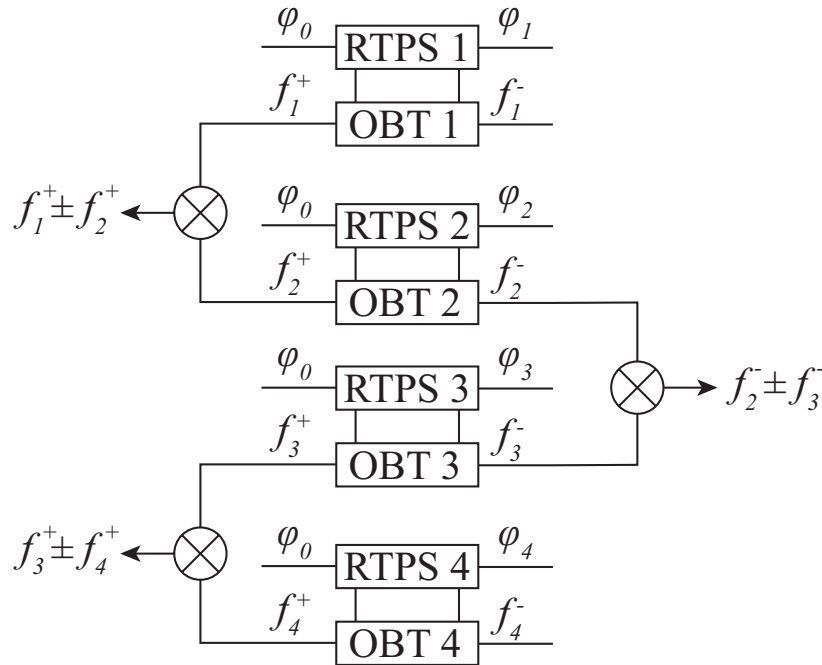 φ₀ RTPS 1 φ₁
f₁⁺ OBT 1 f₁⁻
f₁⁺±f₂⁺
φ₀ RTPS 2 φ₂
f₂⁺ OBT 2 f₂⁻
φ₀ RTPS 3 φ₃
f₂⁻±f₃⁻
f₃⁺ OBT 3 f₃⁻
f₃⁺±f₄⁺
φ₀ RTPS 4 φ₄
f₄⁺ OBT 4 f₄⁻